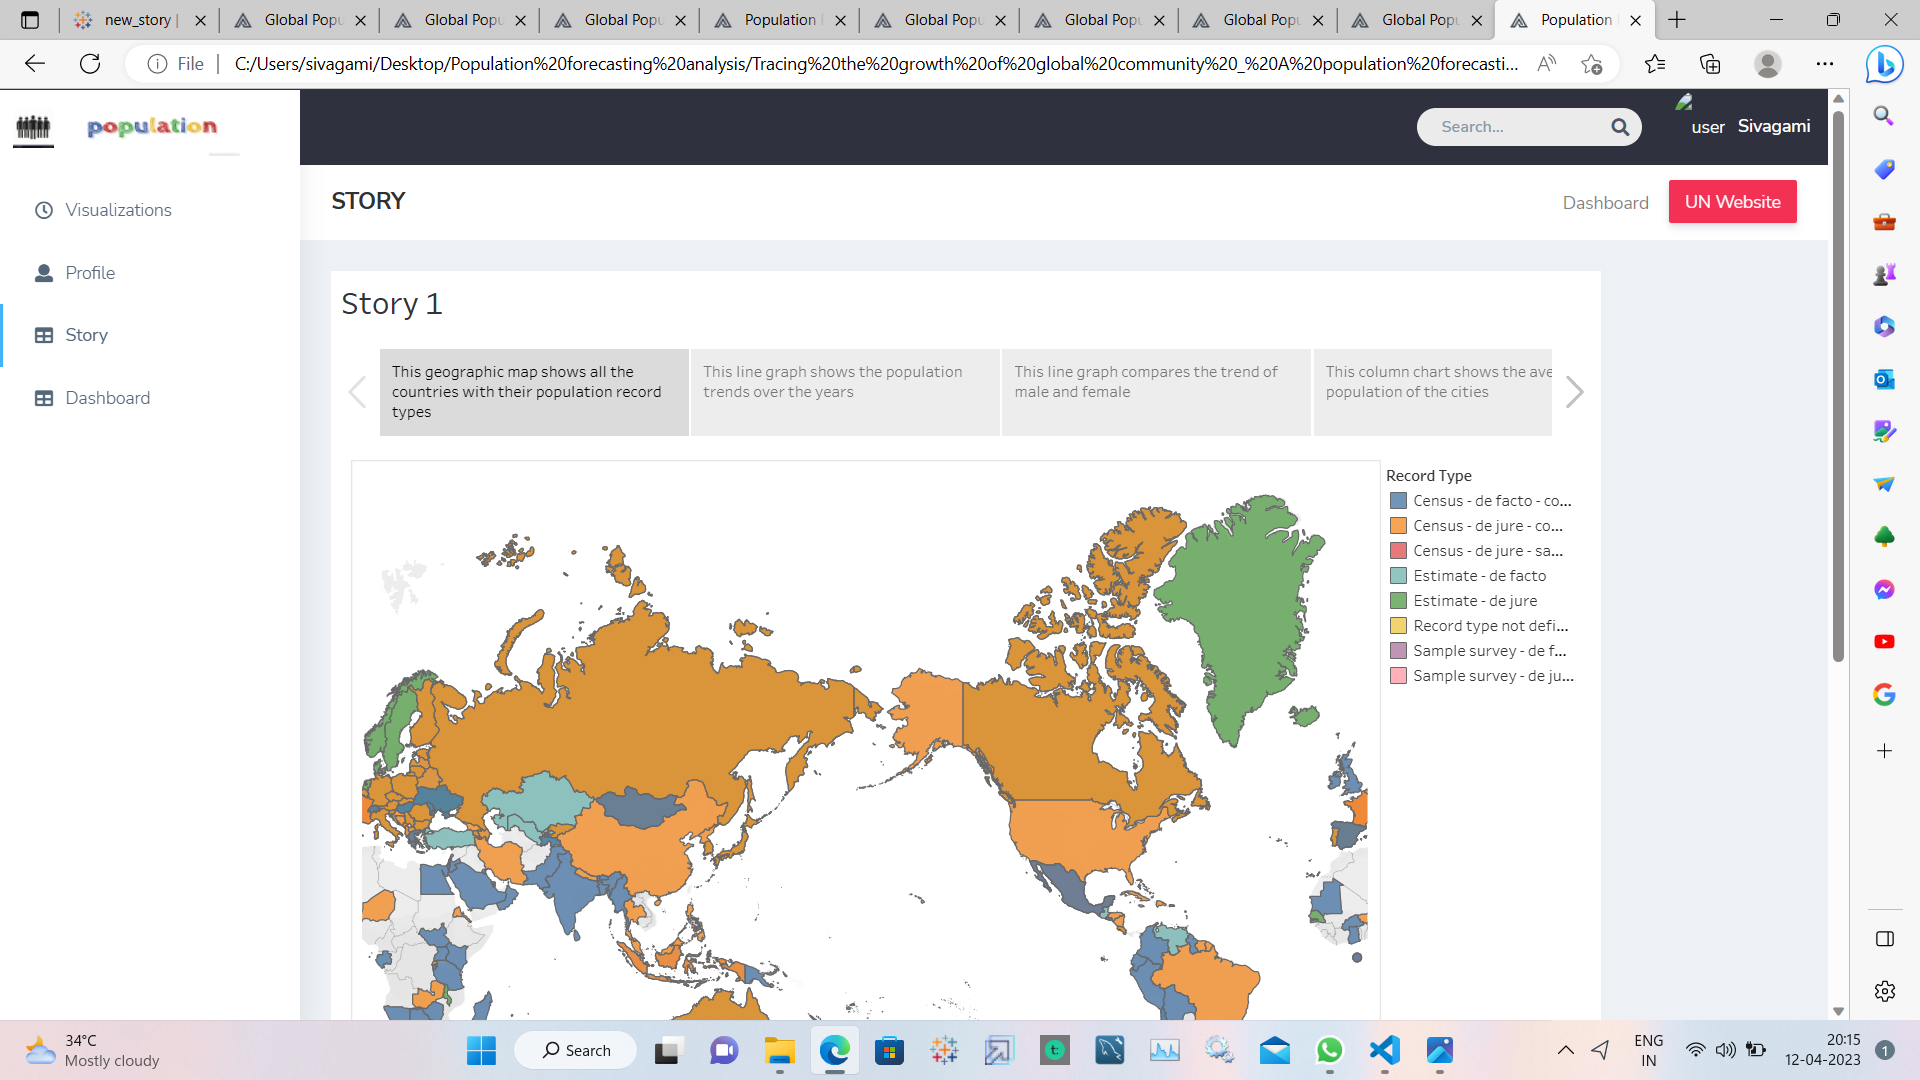 new_story |
Global Popu
Global Popu
Global Popu
Population
Global Popu
Global Popu
Global Popu
Global Popu
Population
File
C:/Users/sivagami/Desktop/Population%20forecasting%20analysis/Tracing%20the%20growth%20of%20global%20community%20_%20A%20population%20forecasti...
population
Search...
user
Sivagami
Visualizations
Profile
Story
Dashboard
STORY
Dashboard
UN Website
Story 1
This geographic map shows all the
countries with their population record
types
This line graph shows the population
trends over the years
This line graph compares the trend of
male and female
This column chart shows the ave
population of the cities
Record Type
Census - de facto - co...
Census - de jure - co...
Census - de jure - sa...
Estimate - de facto
Estimate - de jure
Record type not defi...
Sample survey - de f...
Sample survey - de ju...
34°C
Mostly cloudy
Search
ENG
IN
20:15
12-04-2023
1